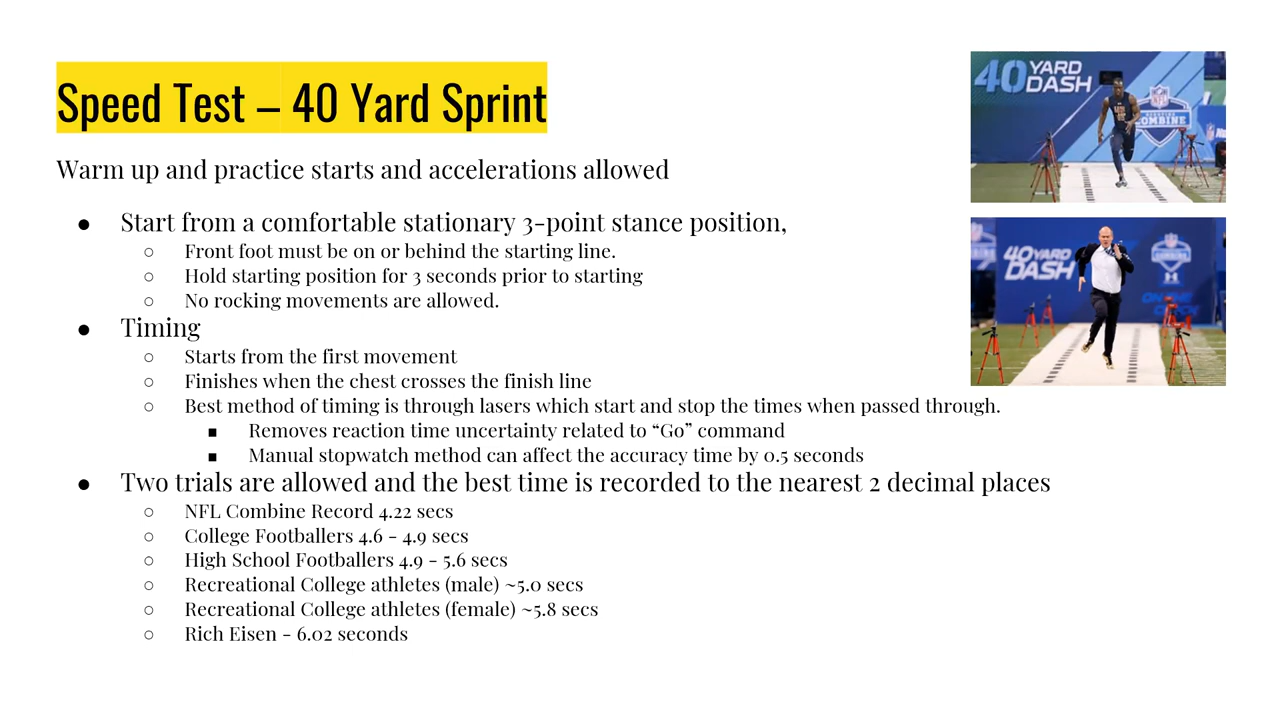 Speed Test – 40 Yard Sprint
Warm up and practice starts and accelerations allowed
● Start from a comfortable stationary 3-point stance position,
○ Front foot must be on or behind the starting line.
○ Hold starting position for 3 seconds prior to starting
○ No rocking movements are allowed.
● Timing
○ Starts from the first movement
○ Finishes when the chest crosses the finish line
○ Best method of timing is through lasers which start and stop the times when passed through.
■ Removes reaction time uncertainty related to “Go” command
■ Manual stopwatch method can affect the accuracy time by 0.5 seconds
● Two trials are allowed and the best time is recorded to the nearest 2 decimal places
○ NFL Combine Record 4.22 secs
○ College Footballers 4.6 - 4.9 secs
○ High School Footballers 4.9 - 5.6 secs
○ Recreational College athletes (male) ~5.0 secs
○ Recreational College athletes (female) ~5.8 secs
○ Rich Eisen - 6.02 seconds
40 YARD
DASH
NFL
COMBINE
40 YARD
DASH
COMBINE